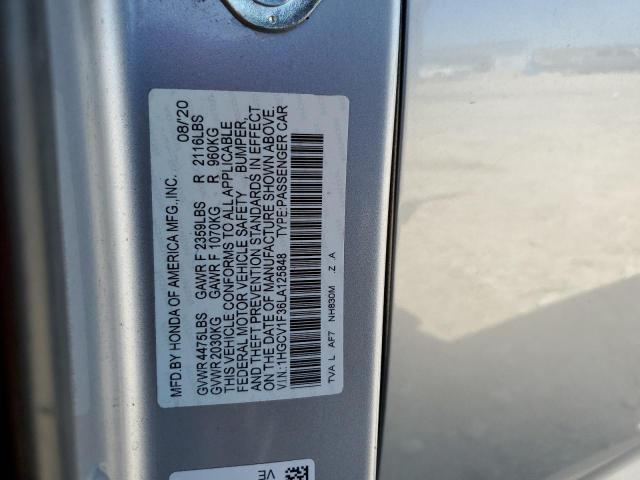 MFD.BY HONDA OF AMERICA MFG.,INC. 08/'20
GVWR 4475LBS GAWR F 2359LBS R 2116LBS
GVWR 2030KG GAWR F 1070KG R 960KG
THIS VEHICLE CONFORMS TO ALL APPLICABLE
FEDERAL MOTOR VEHICLE SAFETY, BUMPER,
AND THEFT PREVENTION STANDARDS IN EFFECT
ON THE DATE OF MANUFACTURE SHOWN ABOVE.
V.I.N.:1HGCV1F36LA125848 TYPE:PASSENGER CAR
TVA L AF7 NH830M .Z .A
VE